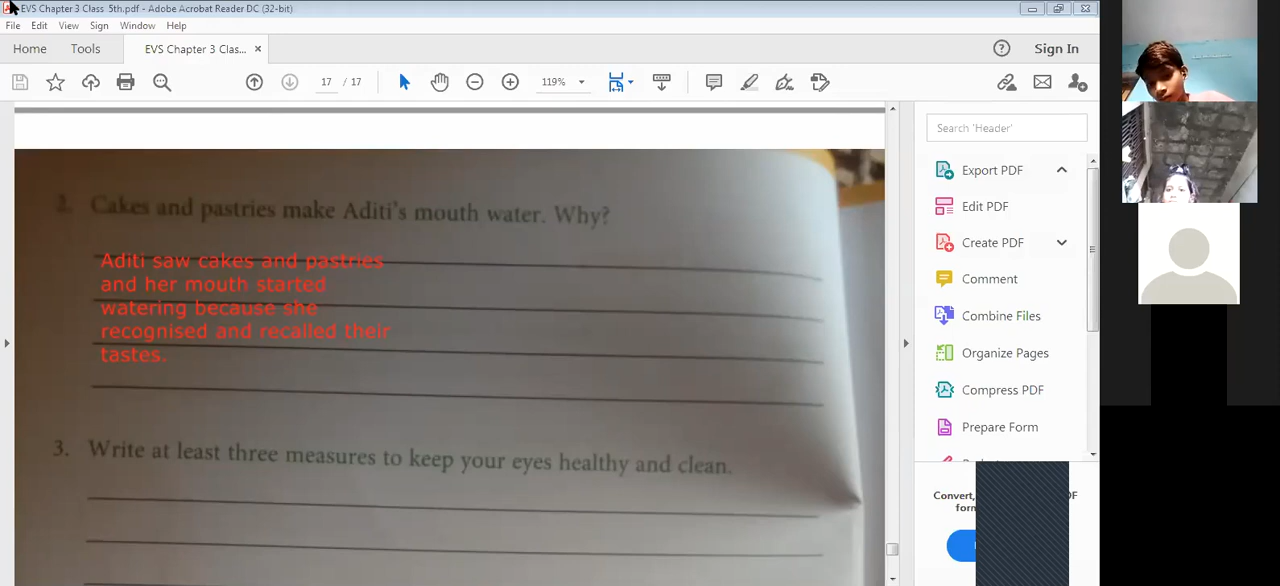 EVS Chapter 3 Class 5th.pdf - Adobe Acrobat Reader DC (32-bit)
File Edit View Sign Window Help
Home Tools EVS Chapter 3 Clas... × Sign In
17 / 17 119%
Search 'Header'
Export PDF
Edit PDF
Create PDF
Comment
Combine Files
Organize Pages
Compress PDF
Prepare Form
Convert,
2. Cakes and pastries make Aditi's mouth water. Why?
Aditi saw cakes and pastries
and her mouth started
watering because she
recognised and recalled their
tastes.
3. Write at least three measures to keep your eyes healthy and clean.